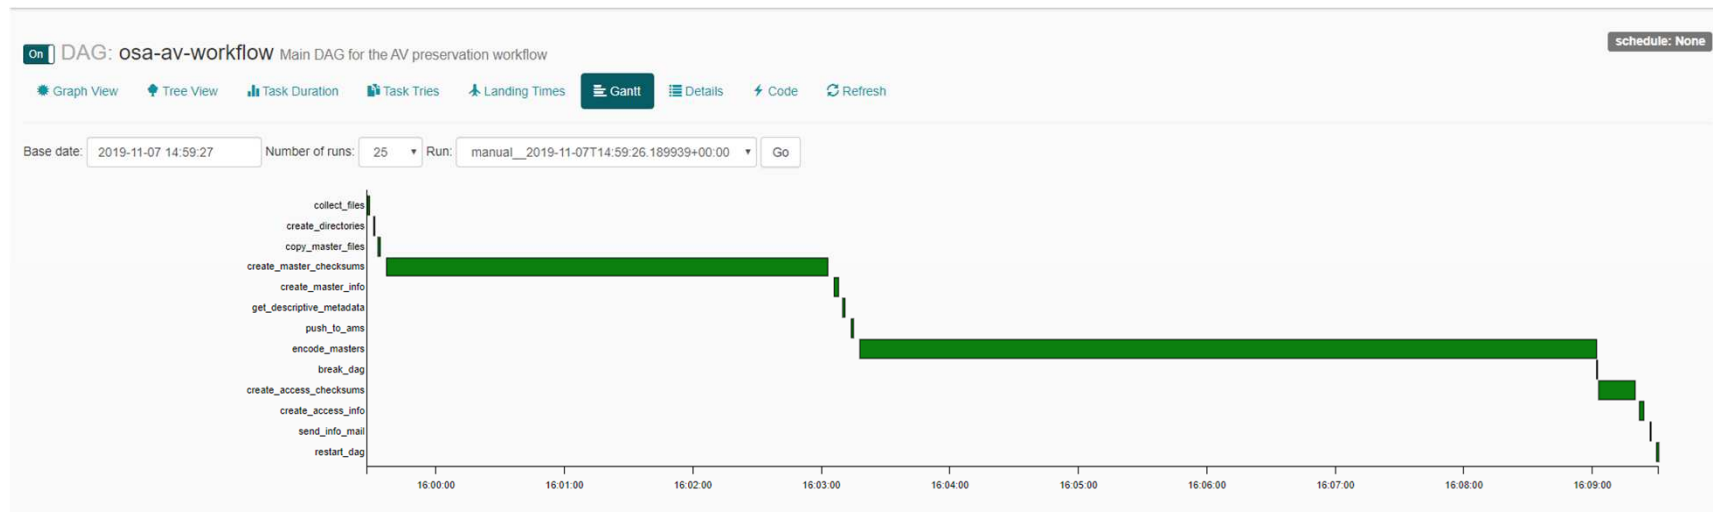 schedule: None
On DAG: osa-av-workflow Main DAG for the AV preservation workflow
Graph View Tree View Task Duration Task Tries Landing Times Gantt Details Code Refresh
Base date: 2019-11-07 14:59:27 Number of runs: 25 Run: manual__2019-11-07T14:59:26.189939+00:00 Go
collect_files
create_directories
copy_master_files
create_master_checksums
create_master_info
get_descriptive_metadata
push_to_ams
encode_masters
break_dag
create_access_checksums
create_access_info
send_info_mail
restart_dag
16:00:00 16:01:00 16:02:00 16:03:00 16:04:00 16:05:00 16:06:00 16:07:00 16:08:00 16:09:00